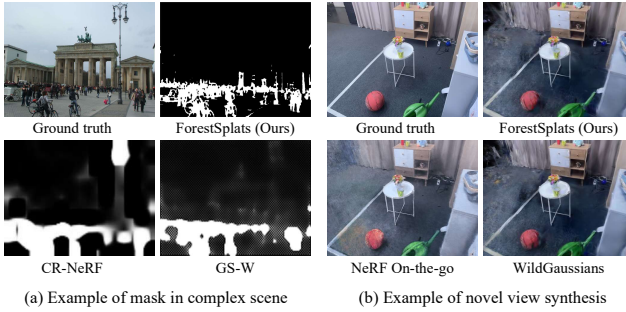 Ground truth
ForestSplats (Ours)
Ground truth
ForestSplats (Ours)
CR-NeRF
GS-W
NeRF On-the-go
WildGaussians
(a) Example of mask in complex scene
(b) Example of novel view synthesis